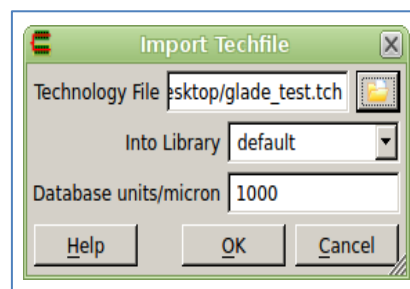 Import Techfile
Technology File esktop/glade_test.tch
Into Library default
Database units/micron 1000
Help OK Cancel